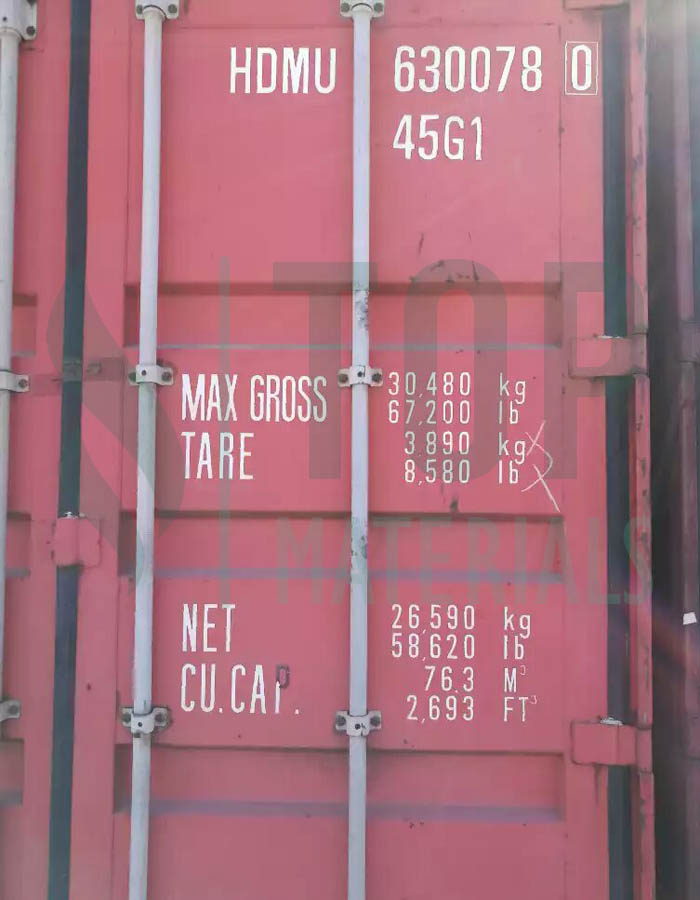 HDMU 630078 0
45G1
TOP
MATERIALS
MAX GROSS 30,480 kg
67,200 lb
TARE 3.890 kg
8,580 lb
NET 26,590 kg
58,620 lb
CU.CAP. 76.3 M³
2,693 FT³